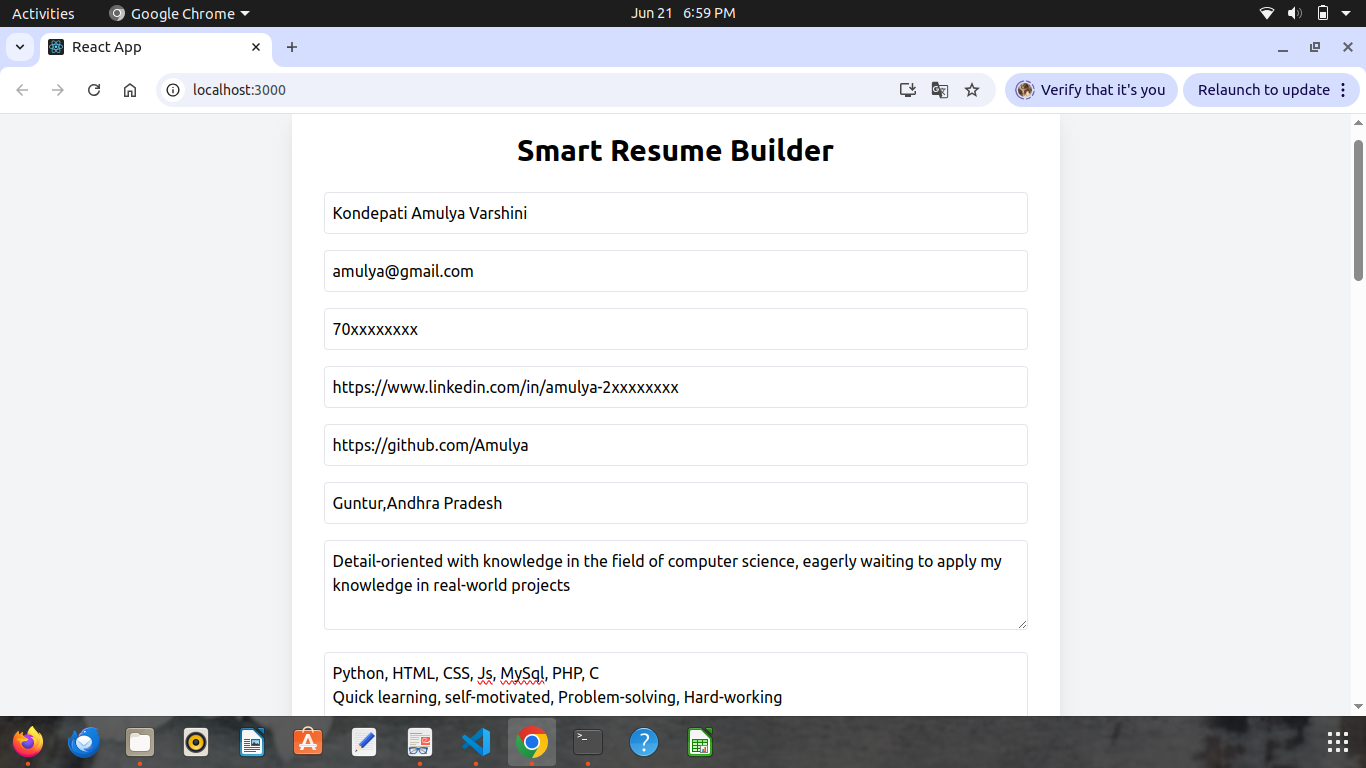 Activities
Google Chrome
Jun 21 6:59 PM
React App
localhost:3000
Verify that it's you
Relaunch to update
Smart Resume Builder
Kondepati Amulya Varshini
amulya@gmail.com
70xxxxxxxx
https://www.linkedin.com/in/amulya-2xxxxxxxx
https://github.com/Amulya
Guntur,Andhra Pradesh
Detail-oriented with knowledge in the field of computer science, eagerly waiting to apply my
knowledge in real-world projects
Python, HTML, CSS, Js, MySql, PHP, C
Quick learning, self-motivated, Problem-solving, Hard-working